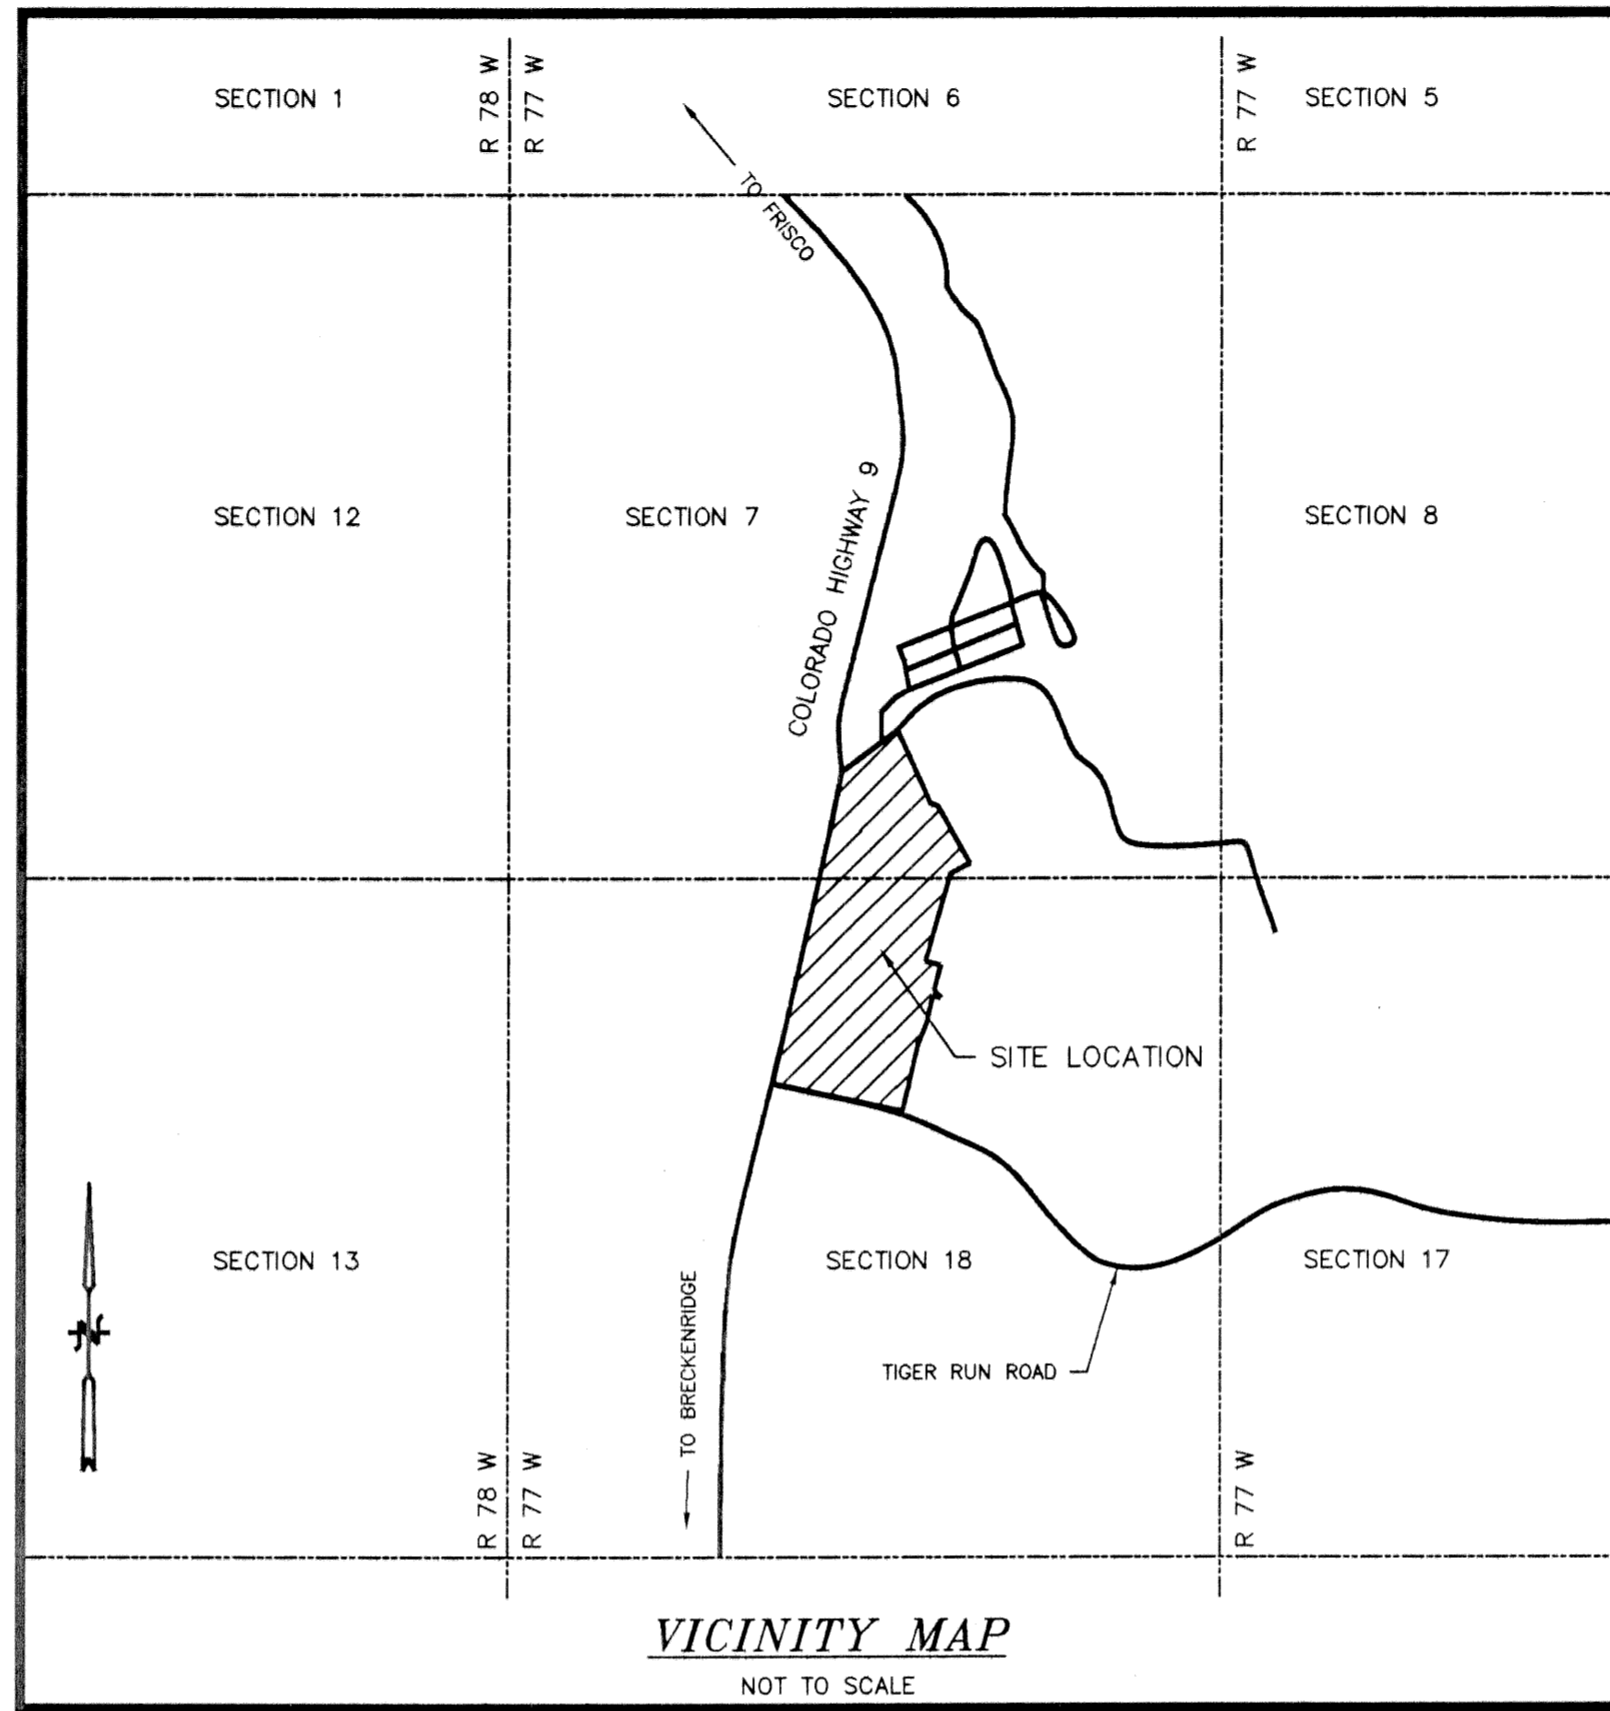 SECTION 1
R 78 W
R 77 W
SECTION 6
R 77 W
SECTION 5
TO FRISCO
SECTION 12
SECTION 7
COLORADO HIGHWAY 9
SECTION 8
SITE LOCATION
SECTION 13
SECTION 18
SECTION 17
TO BRECKENRIDGE
TIGER RUN ROAD
N
R 78 W
R 77 W
R 77 W
VICINITY MAP
NOT TO SCALE